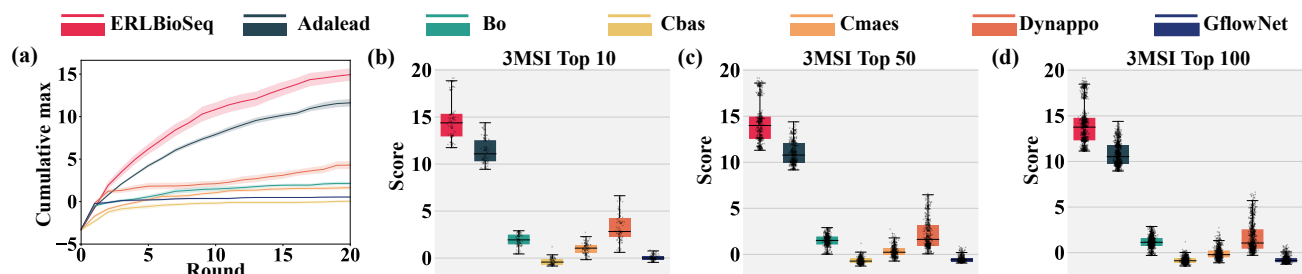 ERLBioSeq Adalead Bo Cbas Cmaes Dynappo GflowNet
(a)
Cumulative max
15
10
5
0
−5
0 5 10 15 20
Round
(b) 3MSI Top 10
Score
20
15
10
5
0
(c) 3MSI Top 50
Score
20
15
10
5
0
(d) 3MSI Top 100
Score
20
15
10
5
0